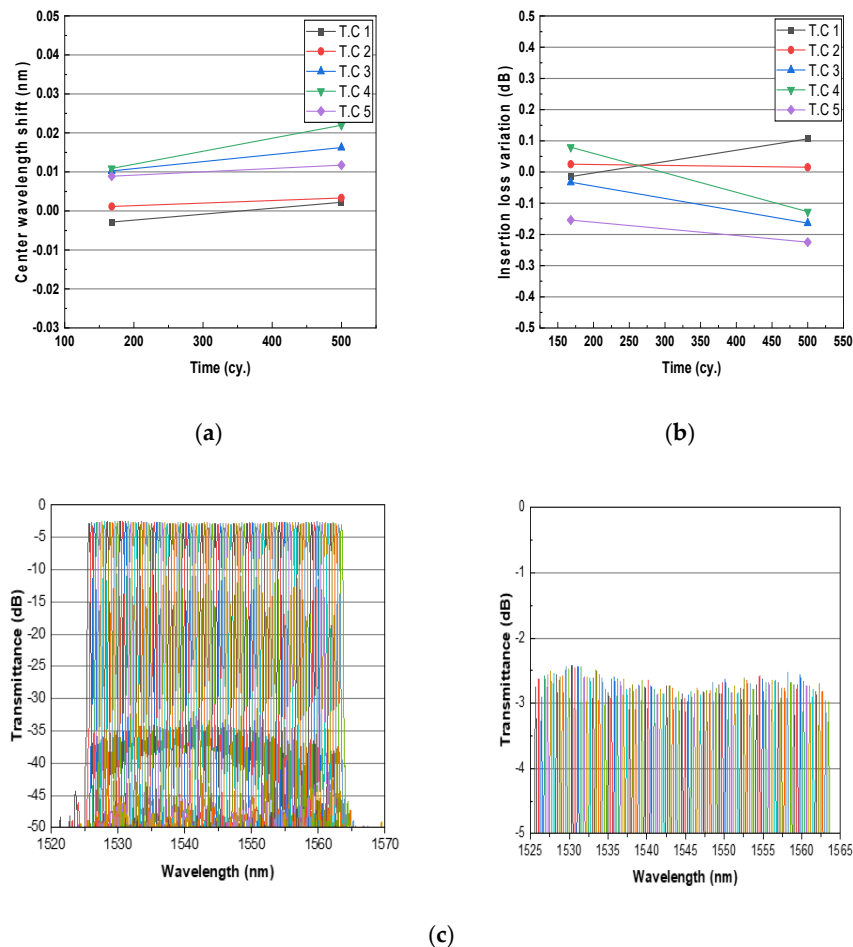 0.05
0.04
0.03
0.02
0.01
0.00
-0.01
-0.02
-0.03
100 200 300 400 500
Center wavelength shift (nm)
Time (cy.)
T.C 1
T.C 2
T.C 3
T.C 4
T.C 5
(a)
0.5
0.4
0.3
0.2
0.1
0.0
-0.1
-0.2
-0.3
-0.4
-0.5
150 200 250 300 350 400 450 500 550
Insertion loss variation (dB)
Time (cy.)
T.C 1
T.C 2
T.C 3
T.C 4
T.C 5
(b)
0
-5
-10
-15
-20
-25
-30
-35
-40
-45
-50
1520 1530 1540 1550 1560 1570
Transmittance (dB)
Wavelength (nm)
0
-1
-2
-3
-4
-5
1525 1530 1535 1540 1545 1550 1555 1560 1565
Transmittance (dB)
Wavelength (nm)
(c)